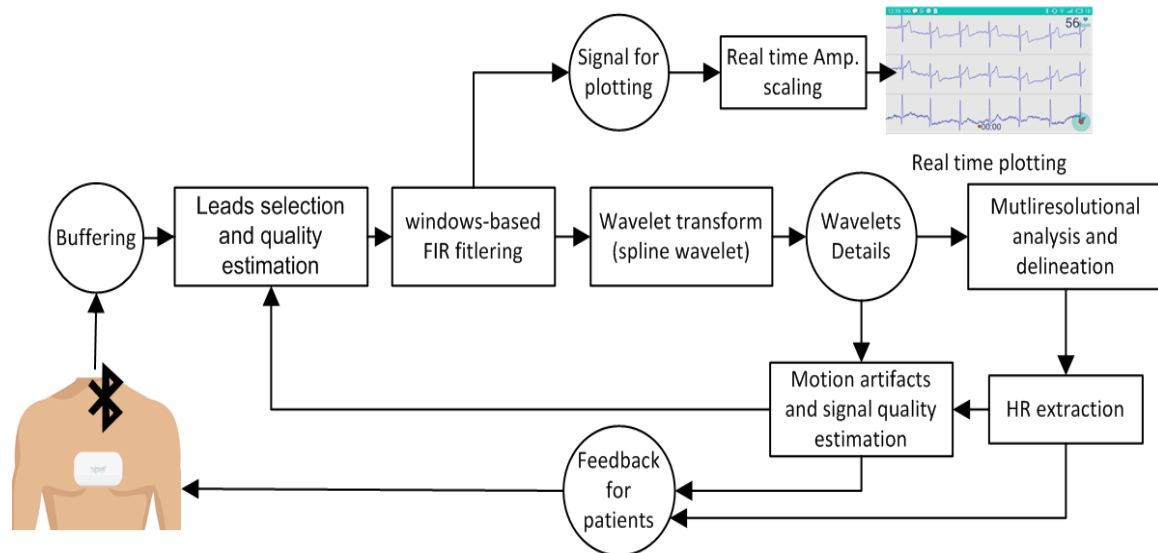 Signal for
plotting
Real time Amp.
scaling
56
00:00
Real time plotting
Buffering
Leads selection
and quality
estimation
windows-based
FIR fitlering
Wavelet transform
(spline wavelet)
Wavelets
Details
Mutliresolutional
analysis and
delineation
Motion artifacts
and signal quality
estimation
HR extraction
Feedback
for
patients